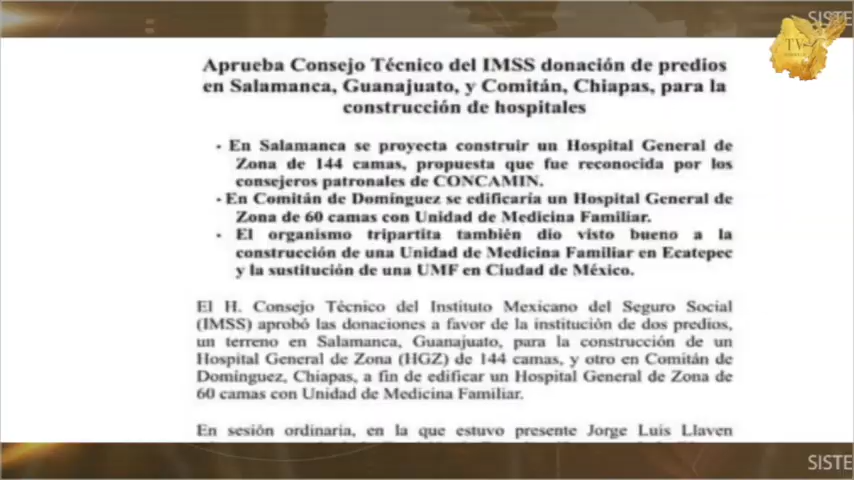 SISTE
TV
Aprueba Consejo Técnico del IMSS donación de predios
en Salamanca, Guanajuato, y Comitán, Chiapas, para la
construcción de hospitales
• En Salamanca se proyecta construir un Hospital General de
Zona de 144 camas, propuesta que fue reconocida por los
consejeros patronales de CONCAMIN.
• En Comitán de Domínguez se edificaría un Hospital General de
Zona de 60 camas con Unidad de Medicina Familiar.
• El organismo tripartita también dio visto bueno a la
construcción de una Unidad de Medicina Familiar en Ecatepec
y la sustitución de una UMF en Ciudad de México.
El H. Consejo Técnico del Instituto Mexicano del Seguro Social
(IMSS) aprobó las donaciones a favor de la institución de dos predios,
un terreno en Salamanca, Guanajuato, para la construcción de un
Hospital General de Zona (HGZ) de 144 camas, y otro en Comitán de
Domínguez, Chiapas, a fin de edificar un Hospital General de Zona de
60 camas con Unidad de Medicina Familiar.
En sesión ordinaria, en la que estuvo presente Jorge Luis Llaven
SISTE